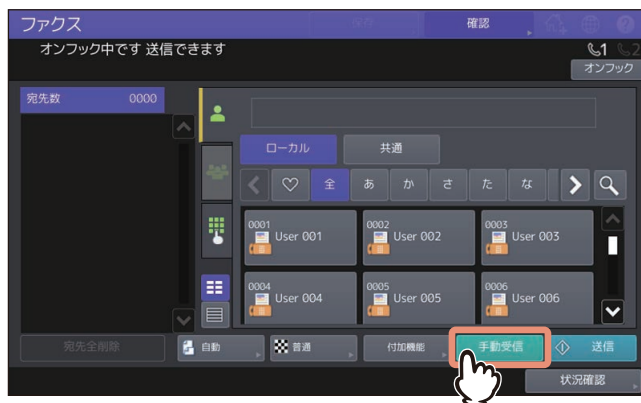 ファクス
確認
オンフック中です 送信できます
1
2
オンフック
宛先数 0000
ローカル 共通
全 あ か さ た な
0001 User 001
0002 User 002
0003 User 003
0004 User 004
0005 User 005
0006 User 006
宛先全削除 自動 普通 付加機能 手動受信 送信
状況確認